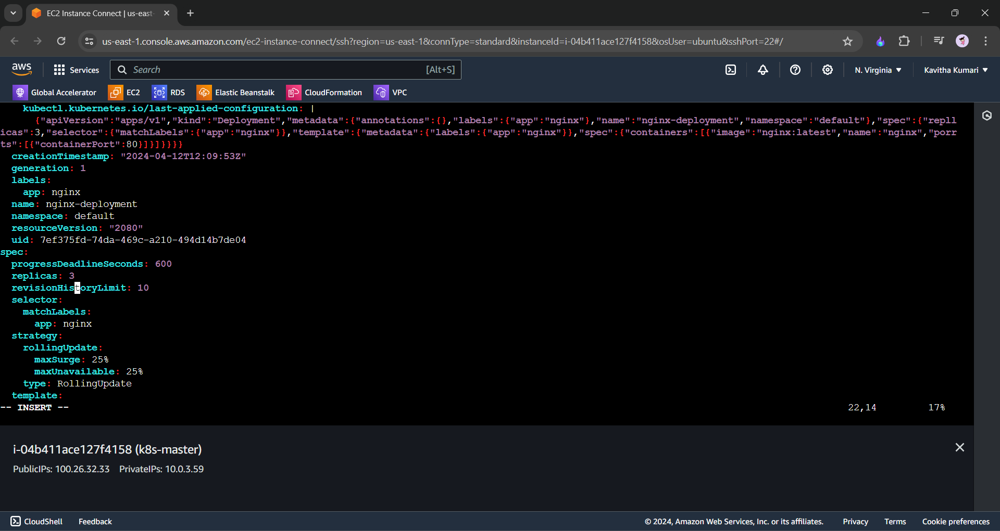 EC2 Instance Connect | us-east-
us-east-1.console.aws.amazon.com/ec2-instance-connect/ssh?region=us-east-1&connType=standard&instanceId=i-04b411ace127f4158&osUser=ubuntu&sshPort=22#/
aws Services Search [Alt+S] N. Virginia Kavitha Kumari
Global Accelerator EC2 RDS Elastic Beanstalk CloudFormation VPC
    kubectl.kubernetes.io/last-applied-configuration: |
      {"apiVersion":"apps/v1","kind":"Deployment","metadata":{"annotations":{},"labels":{"app":"nginx"},"name":"nginx-deployment","namespace":"default"},"spec":{"repll
icas":3,"selector":{"matchLabels":{"app":"nginx"}},"template":{"metadata":{"labels":{"app":"nginx"}},"spec":{"containers":[{"image":"nginx:latest","name":"nginx","porr
ts":[{"containerPort":80}]}]}}}}
  creationTimestamp: "2024-04-12T12:09:53Z"
  generation: 1
  labels:
    app: nginx
  name: nginx-deployment
  namespace: default
  resourceVersion: "2080"
  uid: 7ef375fd-74da-469c-a210-494d14b7de04
spec:
  progressDeadlineSeconds: 600
  replicas: 3
  revisionHistoryLimit: 10
  selector:
    matchLabels:
      app: nginx
  strategy:
    rollingUpdate:
      maxSurge: 25%
      maxUnavailable: 25%
    type: RollingUpdate
  template:
-- INSERT -- 22,14 17%
i-04b411ace127f4158 (k8s-master)
PublicIPs: 100.26.32.33 PrivateIPs: 10.0.3.59
CloudShell Feedback © 2024, Amazon Web Services, Inc. or its affiliates. Privacy Terms Cookie preferences